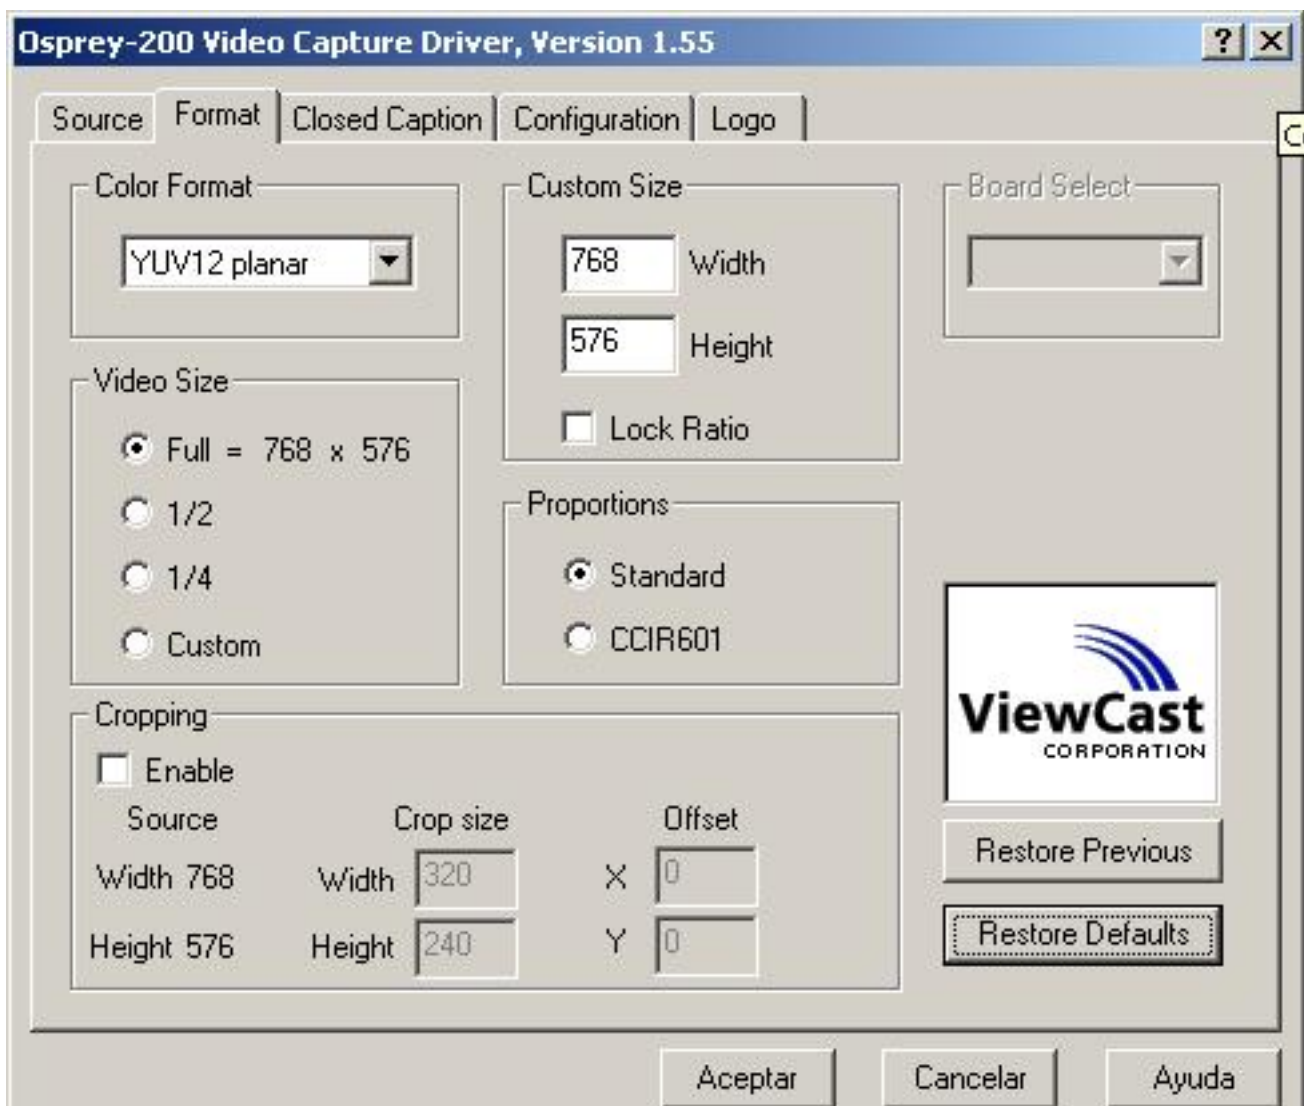 Osprey-200 Video Capture Driver, Version 1.55
Source Format Closed Caption Configuration Logo
Color Format
YUV12 planar
Custom Size
768 Width
576 Height
Lock Ratio
Board Select
Video Size
Full = 768 x 576
1/2
1/4
Custom
Proportions
Standard
CCIR601
ViewCast
CORPORATION
Cropping
Enable
Source Crop size Offset
Width 768 Width 320 X 0
Height 576 Height 240 Y 0
Restore Previous
Restore Defaults
Aceptar Cancelar Ayuda